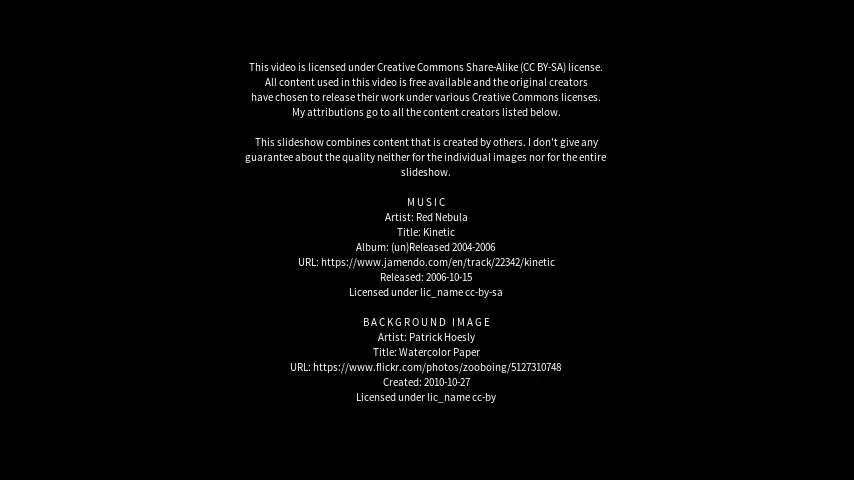 This video is licensed under Creative Commons Share-Alike (CC BY-SA) license.
All content used in this video is free available and the original creators
have chosen to release their work under various Creative Commons licenses.
My attributions go to all the content creators listed below.
This slideshow combines content that is created by others. I don't give any
guarantee about the quality neither for the individual images nor for the entire
slideshow.
MUSIC
Artist: Red Nebula
Title: Kinetic
Album: (un)Released 2004-2006
URL: https://www.jamendo.com/en/track/22342/kinetic
Released: 2006-10-15
Licensed under lic_name cc-by-sa
BACKGROUND IMAGE
Artist: Patrick Hoesly
Title: Watercolor Paper
URL: https://www.flickr.com/photos/zooboing/5127310748
Created: 2010-10-27
Licensed under lic_name cc-by